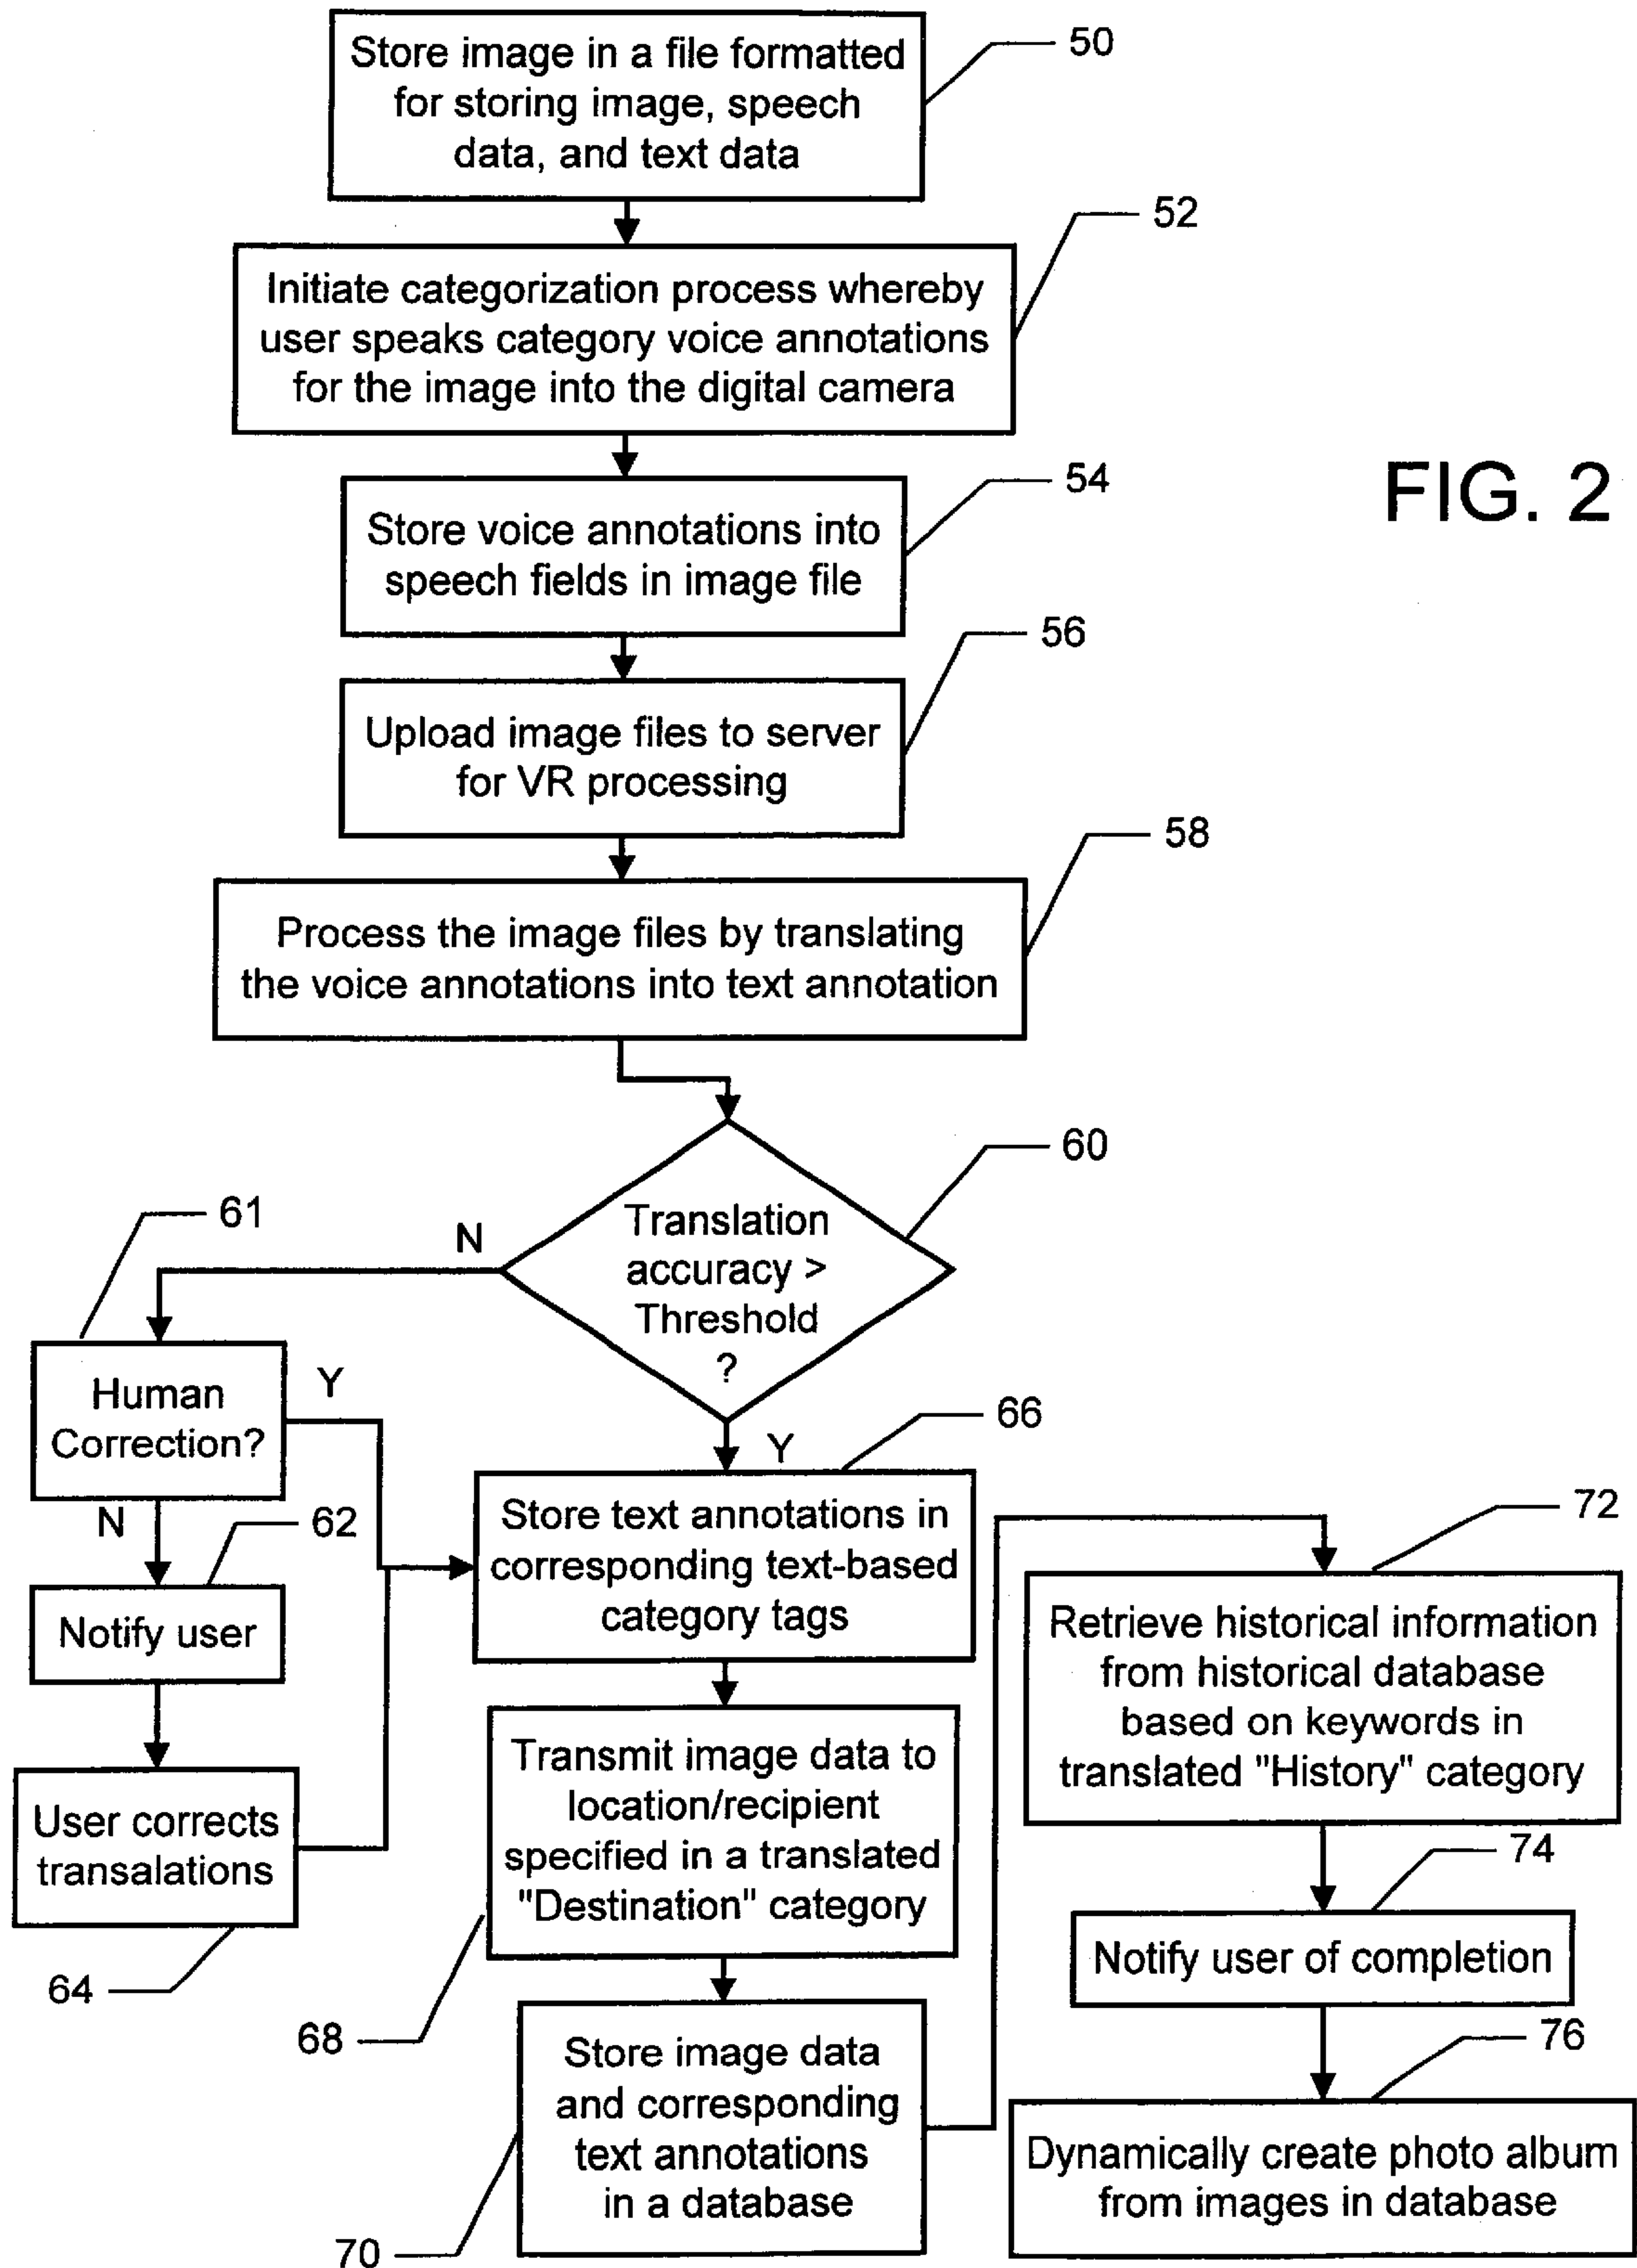 Store image in a file formatted
for storing image, speech
data, and text data
50
Initiate categorization process whereby
user speaks category voice annotations
for the image into the digital camera
52
Store voice annotations into
speech fields in image file
54
FIG. 2
Upload image files to server
for VR processing
56
Process the image files by translating
the voice annotations into text annotation
58
Translation
accuracy >
Threshold
?
60
N
Y
61
Human
Correction?
Y
N
62
Notify user
User corrects
transalations
64
66
Store text annotations in
corresponding text-based
category tags
Transmit image data to
location/recipient
specified in a translated
"Destination" category
68
Store image data
and corresponding
text annotations
in a database
70
72
Retrieve historical information
from historical database
based on keywords in
translated "History" category
74
Notify user of completion
76
Dynamically create photo album
from images in database